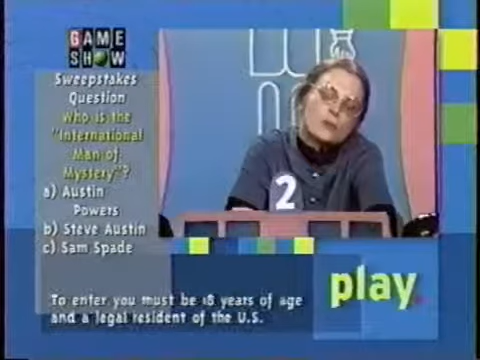 GAME
SHOW
Sweepstakes
Question
Who is the
"International
Man of
Mystery"?
a) Austin
Powers
b) Steve Austin
c) Sam Spade
2
play.
To enter you must be 18 years of age
and a legal resident of the U.S.